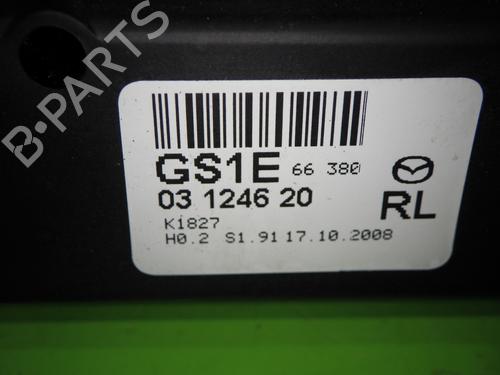 B-PARTS
GS1E 66 380
03 1246 20
RL
K1827
H0.2 S1.91 17.10.2008